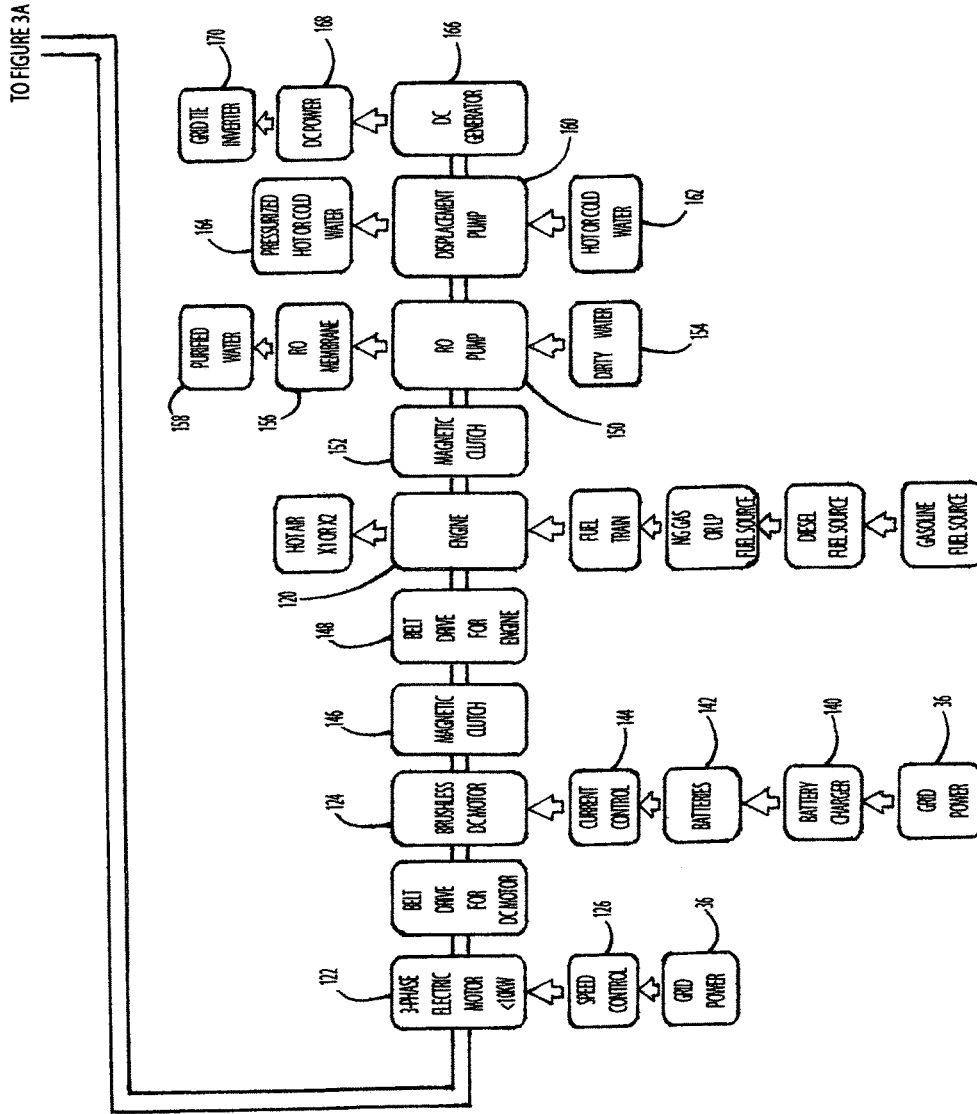 36
GRID
POWER
126
SPEED
CONTROL
122
3-PHASE
ELECTRIC
MOTOR
<10KW
BELT
DRIVE
FOR
DC MOTOR
36
GRID
POWER
140
BATTERY
CHARGER
142
BATTERIES
144
CURRENT
CONTROL
124
BRUSHLESS
DC MOTOR
146
MAGNETIC
CLUTCH
148
BELT
DRIVE
FOR
ENGINE
GASOLINE
FUEL SOURCE
DIESEL
FUEL SOURCE
NG GAS
OR LP
FUEL SOURCE
FUEL
TRAIN
120
ENGINE
HOT AIR
X1 OR X2
152
MAGNETIC
CLUTCH
DIRTY WATER
154
150
RO
PUMP
156
RO
MEMBRANE
158
PURIFIED
WATER
HOT OR COLD
WATER
162
DISPLACEMENT
PUMP
160
164
PRESSURIZED
HOT OR COLD
WATER
DC
GENERATOR
166
DC POWER
168
GRID TIE
INVERTER
170
TO FIGURE 3A